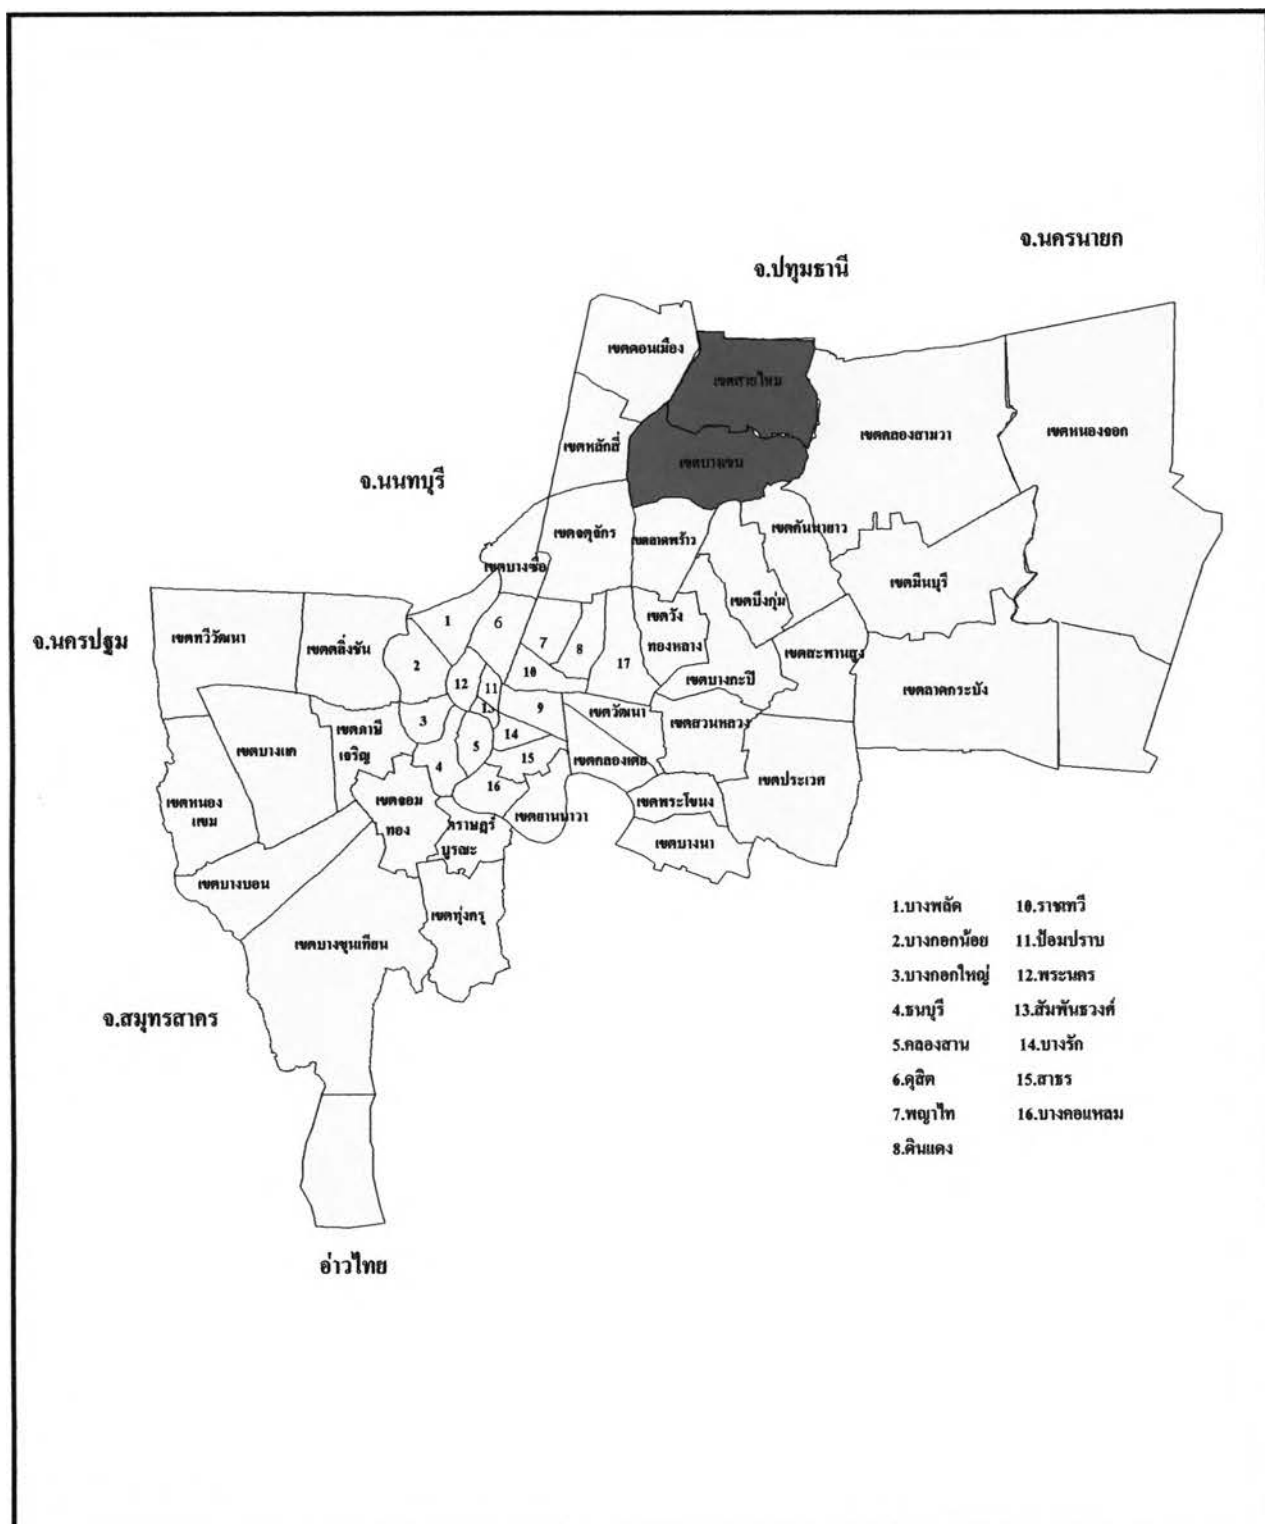 จ.นครนายก
จ.ปทุมธานี
เขตดอนเมือง
เขตสายไหม
เขตคลองสามวา
เขตหนองจอก
เขตหลักสี่
เขตบางเขน
จ.นนทบุรี
เขตจตุจักร
เขตลาดพร้าว
เขตคันนายาว
เขตบางซื่อ
เขตมีนบุรี
เขตบึงกุ่ม
จ.นครปฐม
เขตทวีวัฒนา
เขตตลิ่งชัน
1
6
7
8
17
เขตวัง
ทองหลาง
เขตสะพานสูง
2
12
11
10
เขตบางกะปิ
เขตลาดกระบัง
13
9
เขตวัฒนา
เขตสวนหลวง
3
เขตภาษี
เจริญ
เขตบางแค
5
14
15
เขตคลองเตย
4
16
เขตประเวศ
เขตหนอง
แขม
เขตจอม
ทอง
ตราษฎร์
บูรณะ
เขตยานนาวา
เขตพระโขนง
เขตบางนา
เขตบางบอน
เขตทุ่งครุ
เขตบางขุนเทียน
จ.สมุทรสาคร
อ่าวไทย
1.บางพลัด
2.บางกอกน้อย
3.บางกอกใหญ่
4.ธนบุรี
5.คลองสาน
6.ดุสิต
7.พญาไท
8.ดินแดง
10.ราชเทวี
11.ป้อมปราบ
12.พระนคร
13.สัมพันธวงศ์
14.บางรัก
15.สาธร
16.บางคอแหลม